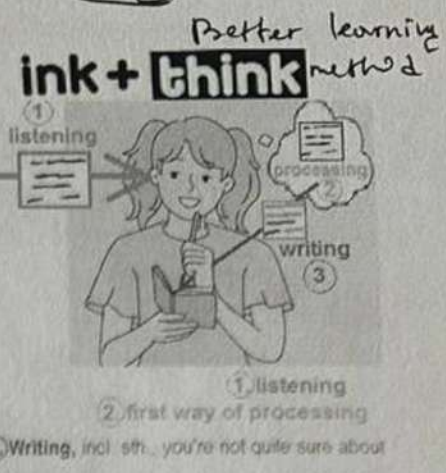 Better learning
method
ink + think
①
listening
processing
②
writing
③
① listening
② first way of processing
Writing, incl sth., you're not quite sure about